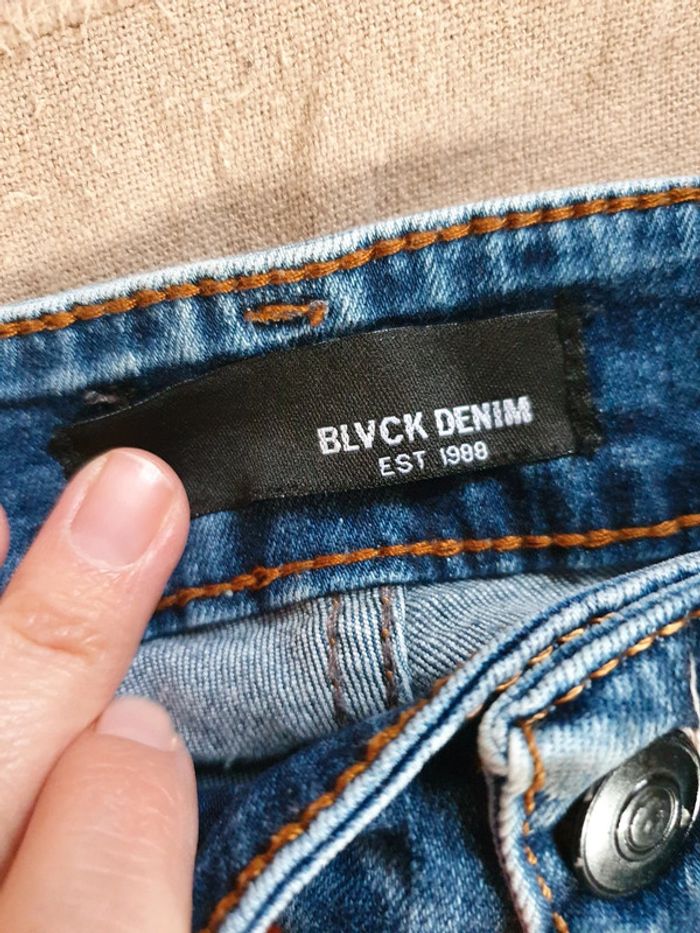 BLVCK DENIM
EST 1988